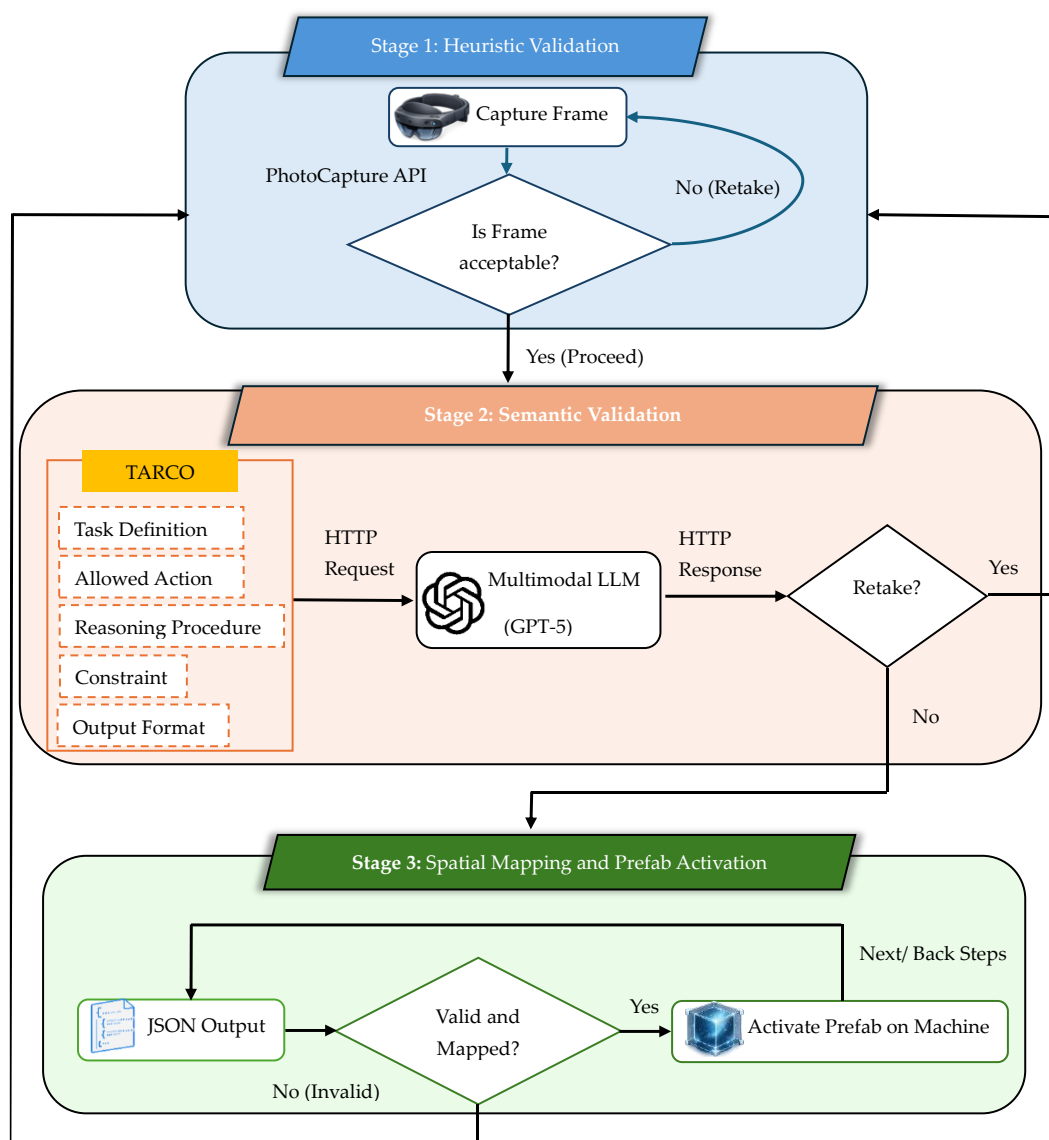 Stage 1: Heuristic Validation
Capture Frame
PhotoCapture API
No (Retake)
Is Frame
acceptable?
Yes (Proceed)
Stage 2: Semantic Validation
TARCO
Task Definition
Allowed Action
Reasoning Procedure
Constraint
Output Format
HTTP
Request
Multimodal LLM
(GPT-5)
HTTP
Response
Retake?
Yes
No
Stage 3: Spatial Mapping and Prefab Activation
Next/ Back Steps
JSON Output
Valid and
Mapped?
Yes
Activate Prefab on Machine
No (Invalid)